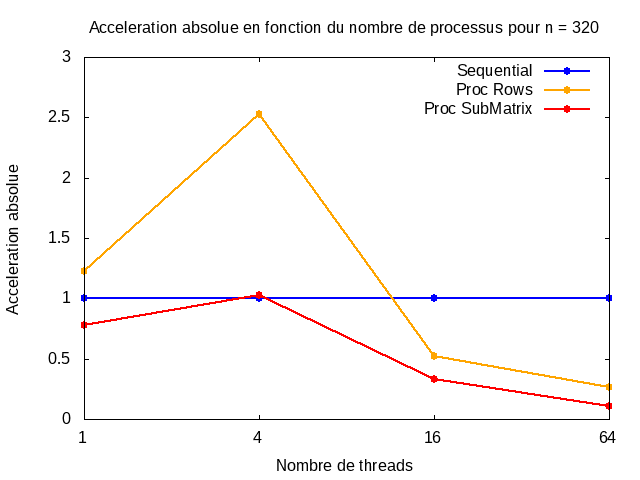 Acceleration absolue en fonction du nombre de processus pour n = 320
Sequential
Proc Rows
Proc SubMatrix
Acceleration absolue
3
2.5
2
1.5
1
0.5
0
1 4 16 64
Nombre de threads